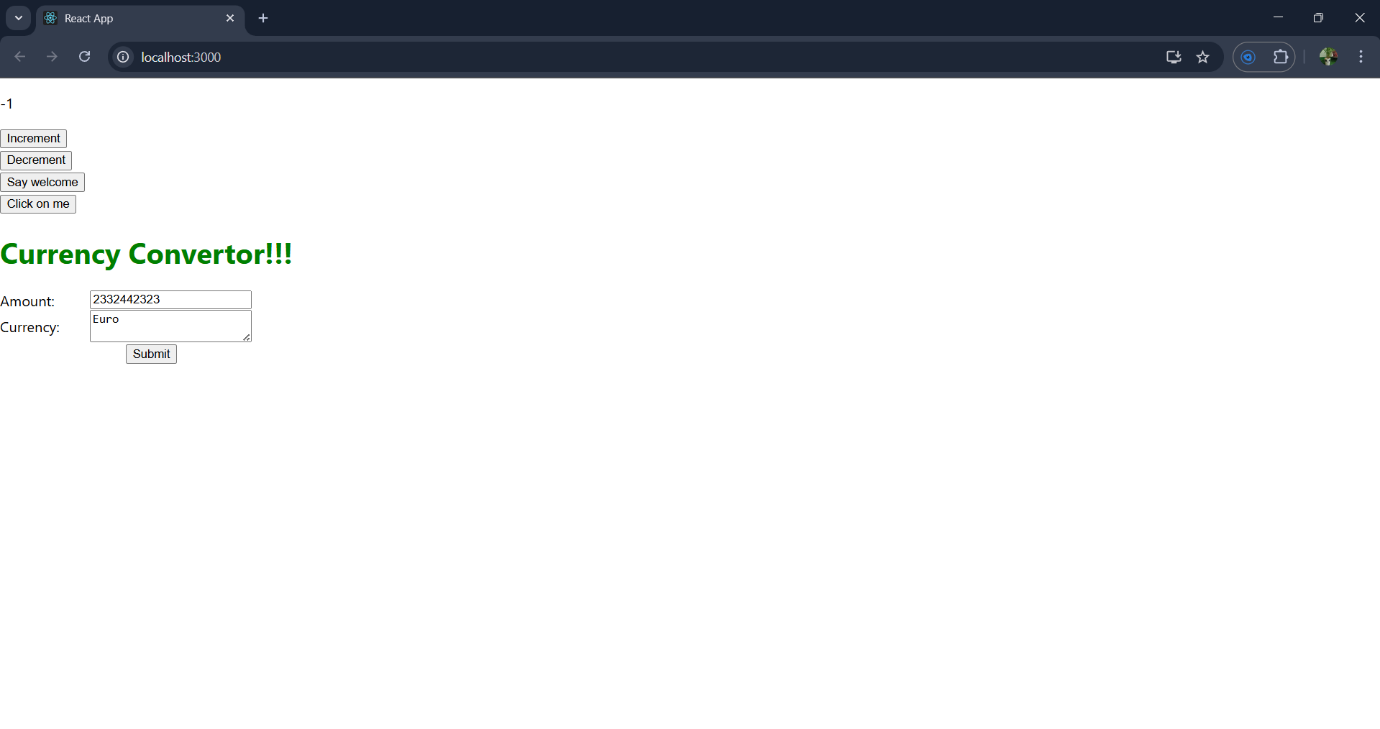 React App
localhost:3000
-1
Increment
Decrement
Say welcome
Click on me
Currency Convertor!!!
Amount: 2332442323
Currency: Euro
Submit